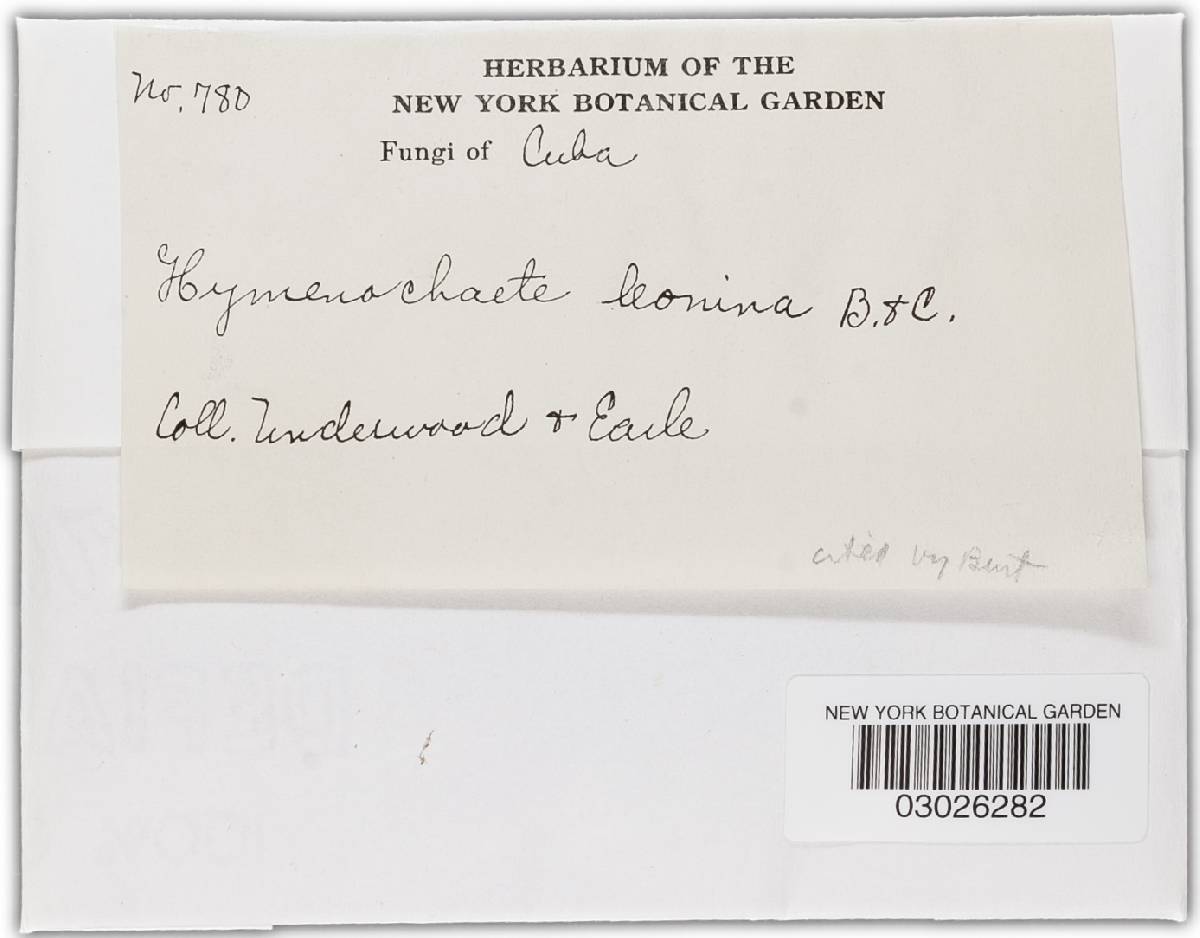 No. 780
HERBARIUM OF THE
NEW YORK BOTANICAL GARDEN
Fungi of Cuba
Hymenochaete leonina B. & C.
Coll. Underwood & Earle
cited by Burt
NEW YORK BOTANICAL GARDEN
03026282